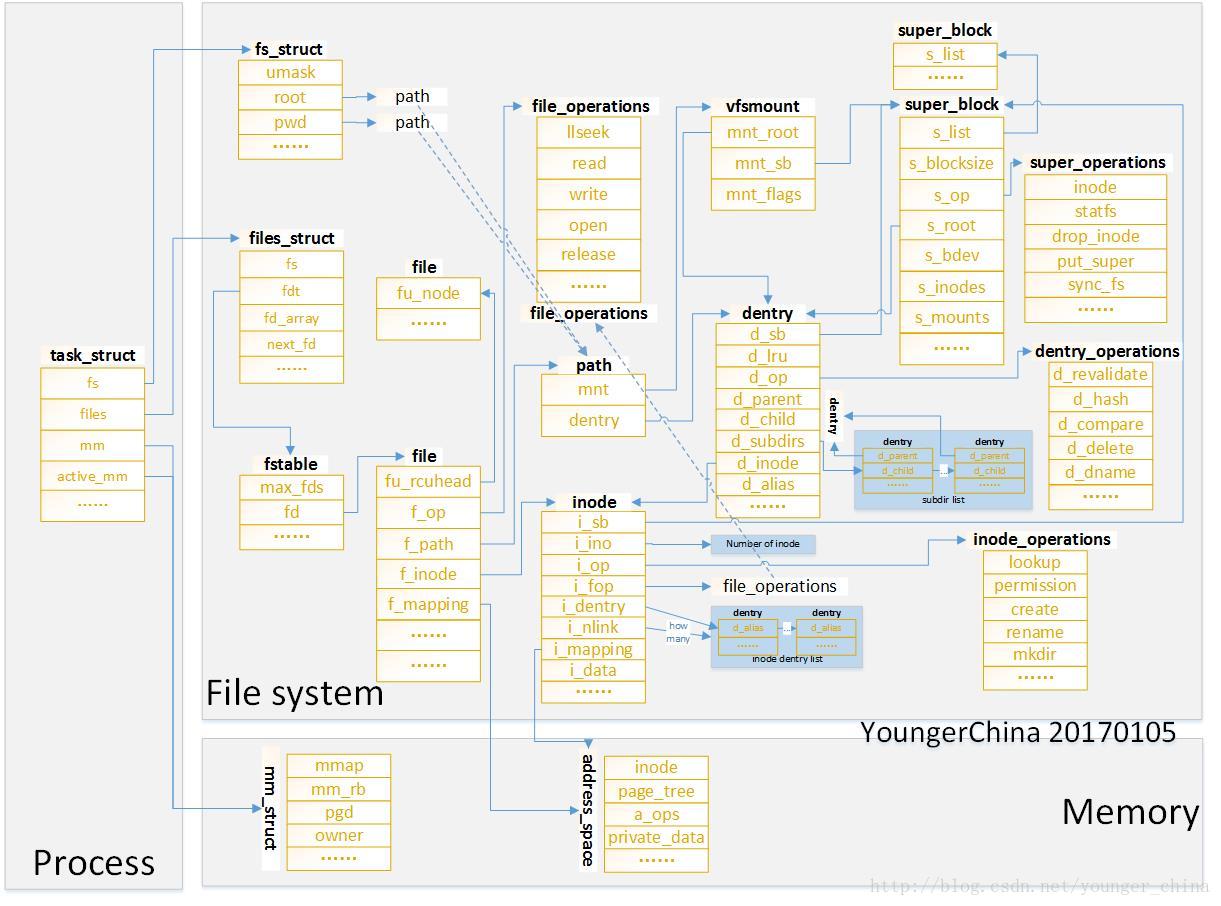 task_struct
fs
files
mm
active_mm
......
Process
fs_struct
umask
root
pwd
......
path
path
files_struct
fs
fdt
fd_array
next_fd
......
fstable
max_fds
fd
......
file
fu_node
......
file
fu_rcuhead
f_op
f_path
f_inode
f_mapping
......
......
file_operations
llseek
read
write
open
release
......
file_operations
path
mnt
dentry
inode
i_sb
i_ino
i_op
i_fop
i_dentry
i_nlink
i_mapping
i_data
......
vfsmount
mnt_root
mnt_sb
mnt_flags
dentry
d_sb
d_lru
d_op
d_parent
d_child
d_subdirs
d_inode
d_alias
......
Number of inode
file_operations
how
many
dentry
d_alias
......
...
dentry
d_alias
......
inode dentry list
super_block
s_list
......
super_block
s_list
s_blocksize
s_op
s_root
s_bdev
s_inodes
s_mounts
......
super_operations
inode
statfs
drop_inode
put_super
sync_fs
......
dentry_operations
d_revalidate
d_hash
d_compare
d_delete
d_dname
......
dentry
dentry
d_parent
d_child
......
...
dentry
d_parent
d_child
......
subdir list
inode_operations
lookup
permission
create
rename
mkdir
......
File system
YoungerChina 20170105
mm_struct
mmap
mm_rb
pgd
owner
......
address_space
inode
page_tree
a_ops
private_data
......
Memory
http://blog.csdn.net/younger_china